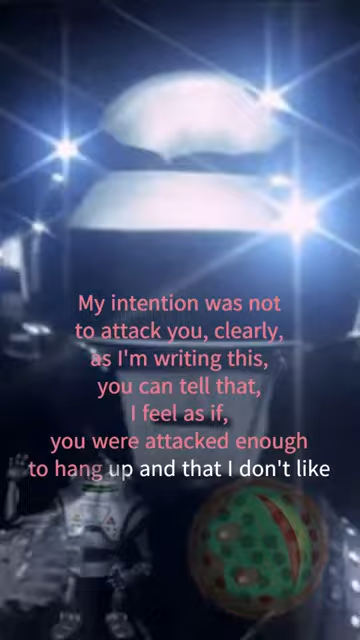 My intention was not
to attack you, clearly,
as I'm writing this,
you can tell that,
I feel as if,
you were attacked enough
to hang up and that I don't like